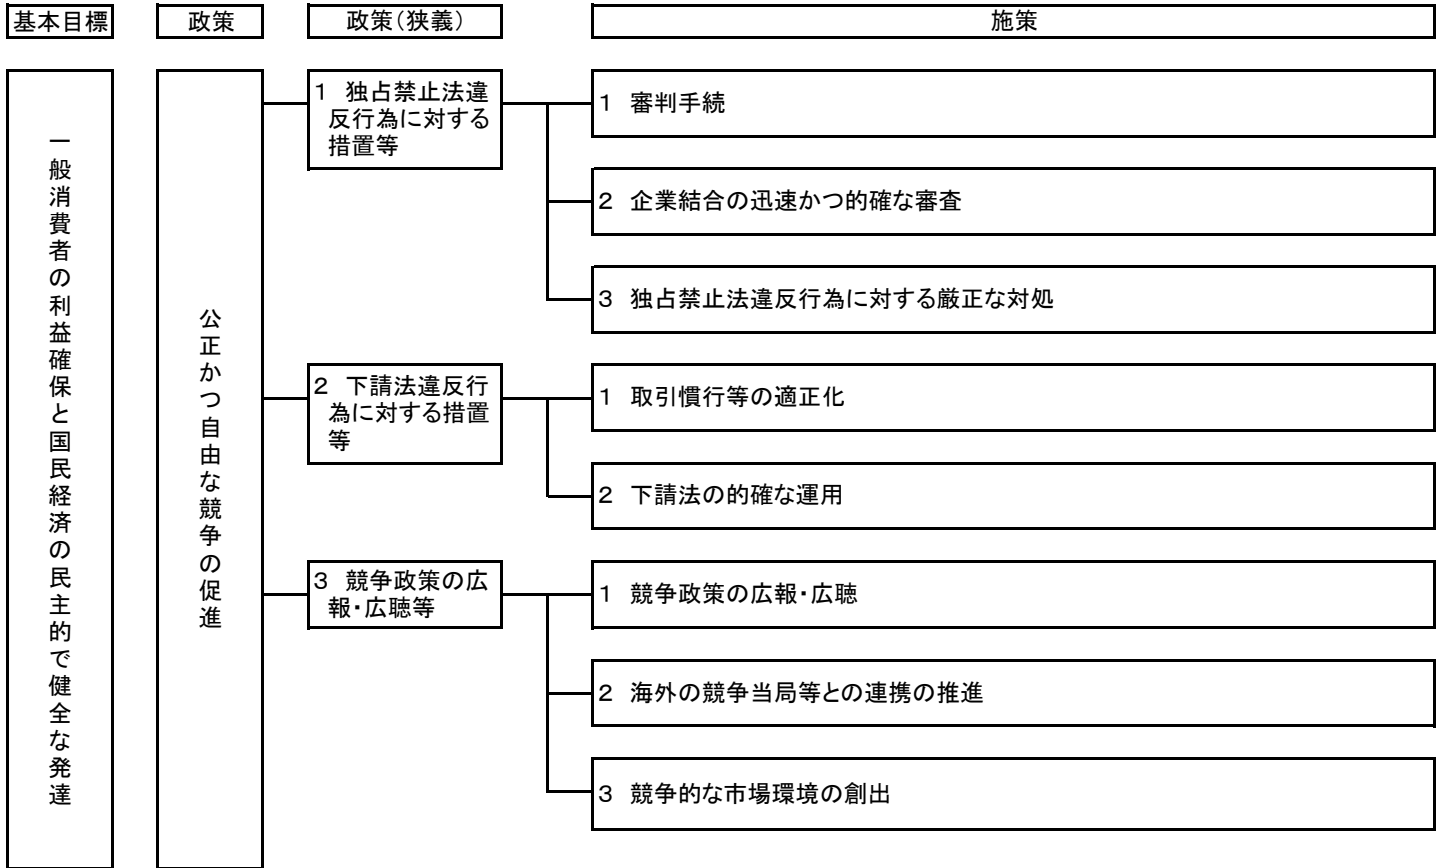 基本目標
政策
政策（狭義）
施策
一般消費者の利益確保と国民経済の民主的で健全な発達
公正かつ自由な競争の促進
１　独占禁止法違
反行為に対する
措置等
１　審判手続
２　企業結合の迅速かつ的確な審査
３　独占禁止法違反行為に対する厳正な対処
２　下請法違反行
為に対する措置
等
１　取引慣行等の適正化
２　下請法の的確な運用
３　競争政策の広
報・広聴等
１　競争政策の広報・広聴
２　海外の競争当局等との連携の推進
３　競争的な市場環境の創出